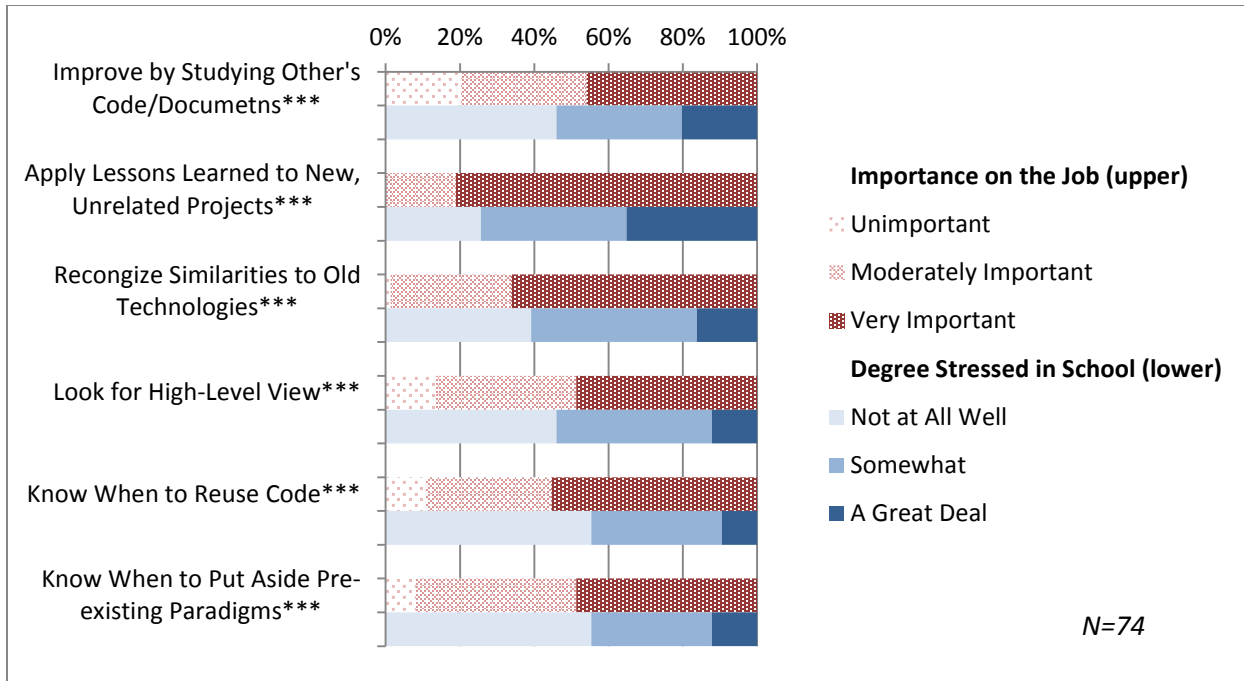 0% 20% 40% 60% 80% 100%
Improve by Studying Other's
Code/Documetns***
Apply Lessons Learned to New,
Unrelated Projects***
Recongize Similarities to Old
Technologies***
Look for High-Level View***
Know When to Reuse Code***
Know When to Put Aside Pre-
existing Paradigms***
Importance on the Job (upper)
Unimportant
Moderately Important
Very Important
Degree Stressed in School (lower)
Not at All Well
Somewhat
A Great Deal
N=74